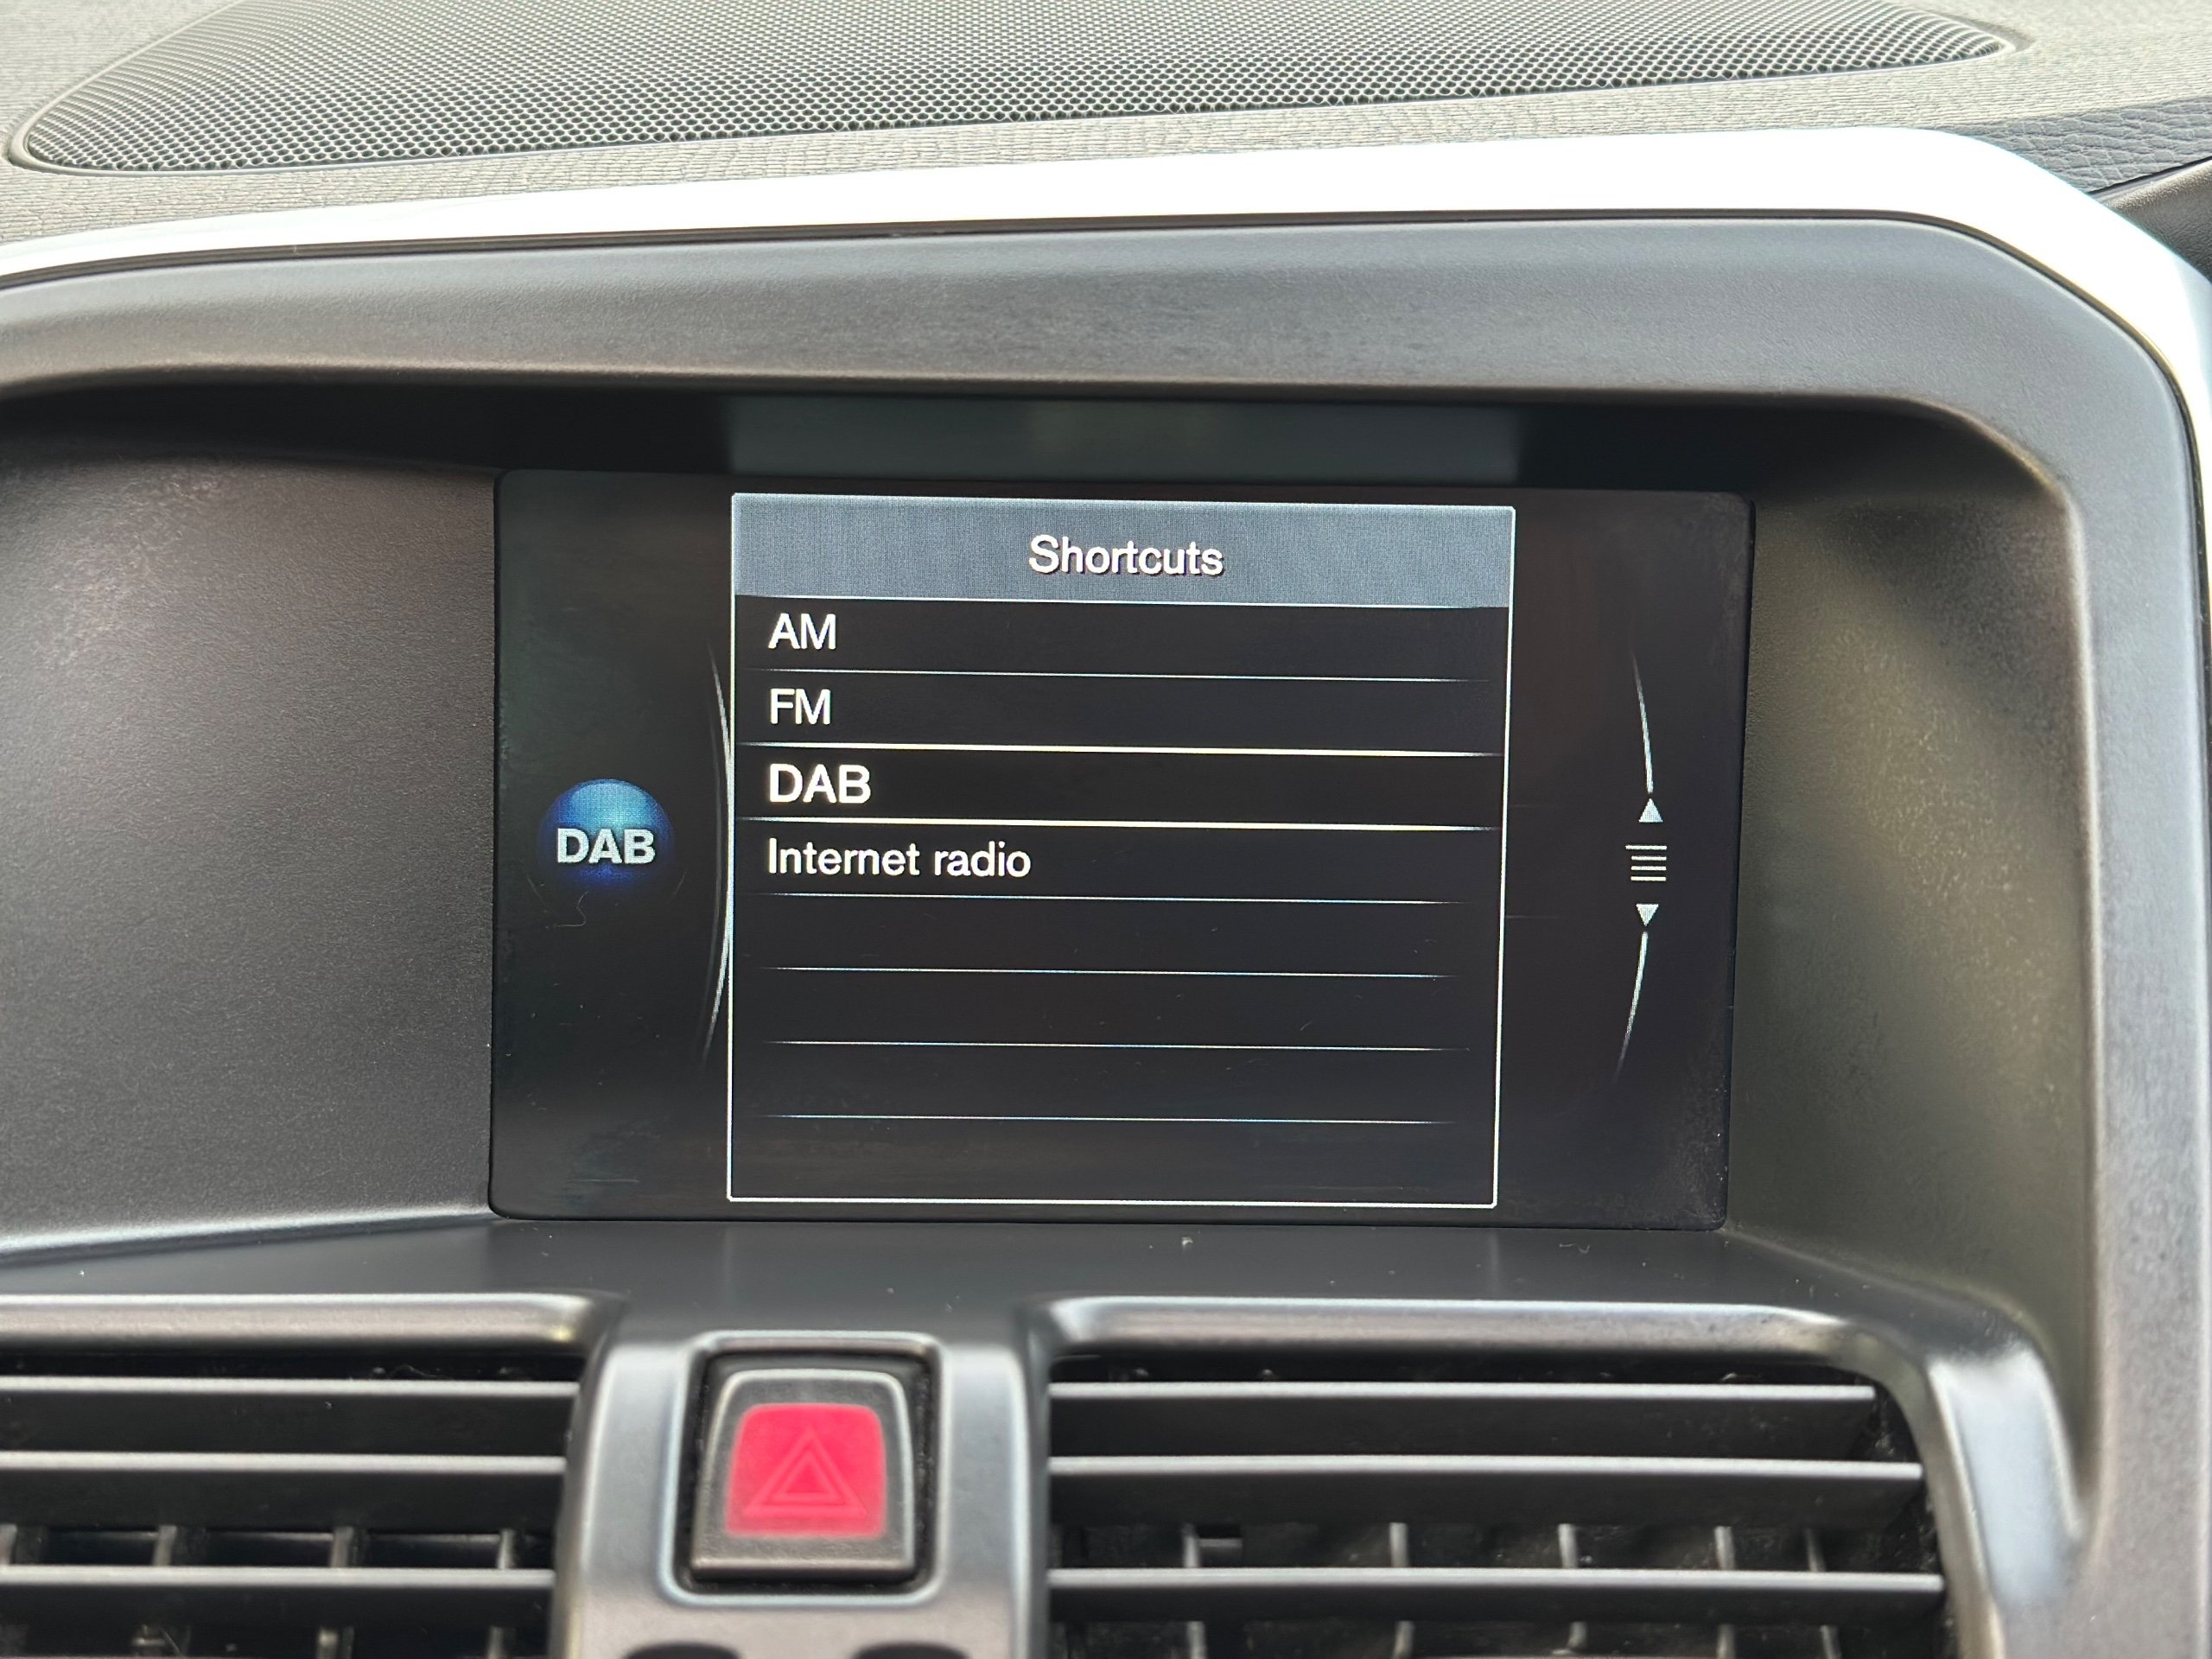 Shortcuts
AM
FM
DAB
DAB
Internet radio